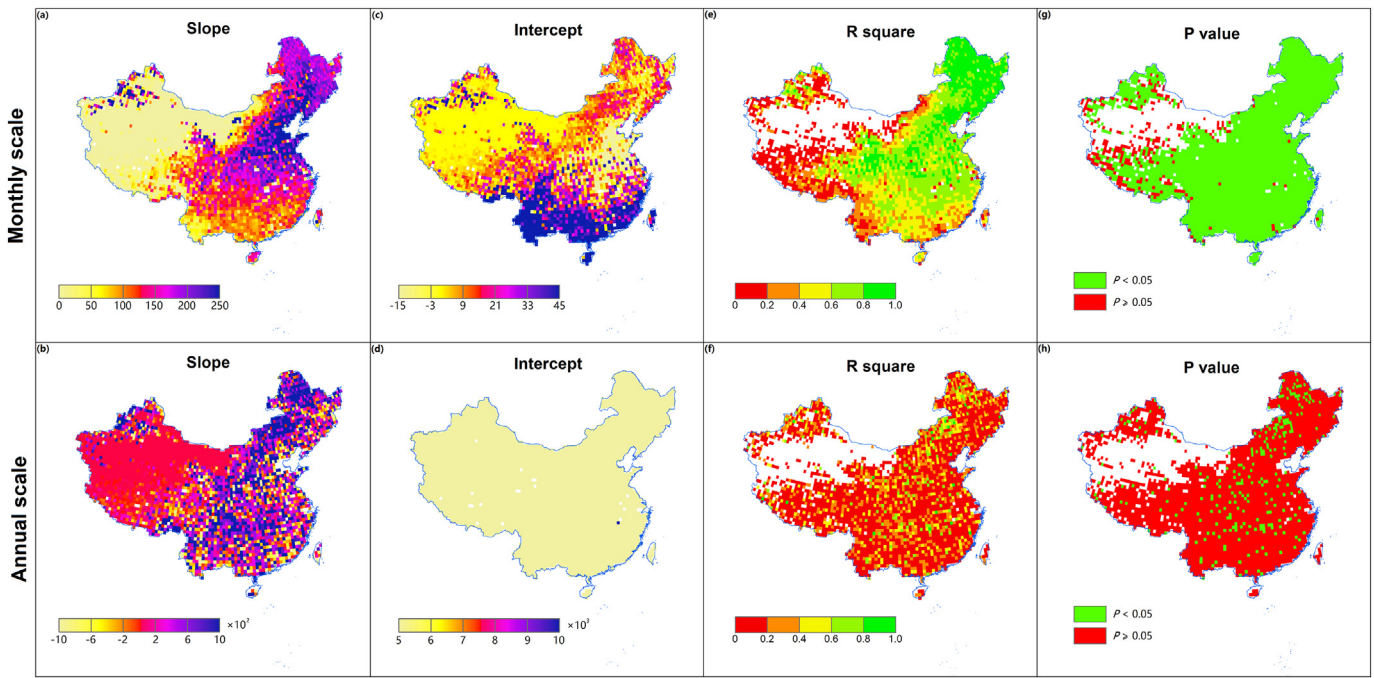 (a)
Slope
(c)
Intercept
(e)
R square
(g)
P value
Monthly scale
0 50 100 150 200 250
-15 -3 9 21 33 45
0 0.2 0.4 0.6 0.8 1.0
P < 0.05
P ⩾ 0.05
(b)
Slope
(d)
Intercept
(f)
R square
(h)
P value
Annual scale
-10 -6 -2 2 6 10 ×10²
5 6 7 8 9 10 ×10³
0 0.2 0.4 0.6 0.8 1.0
P < 0.05
P ⩾ 0.05